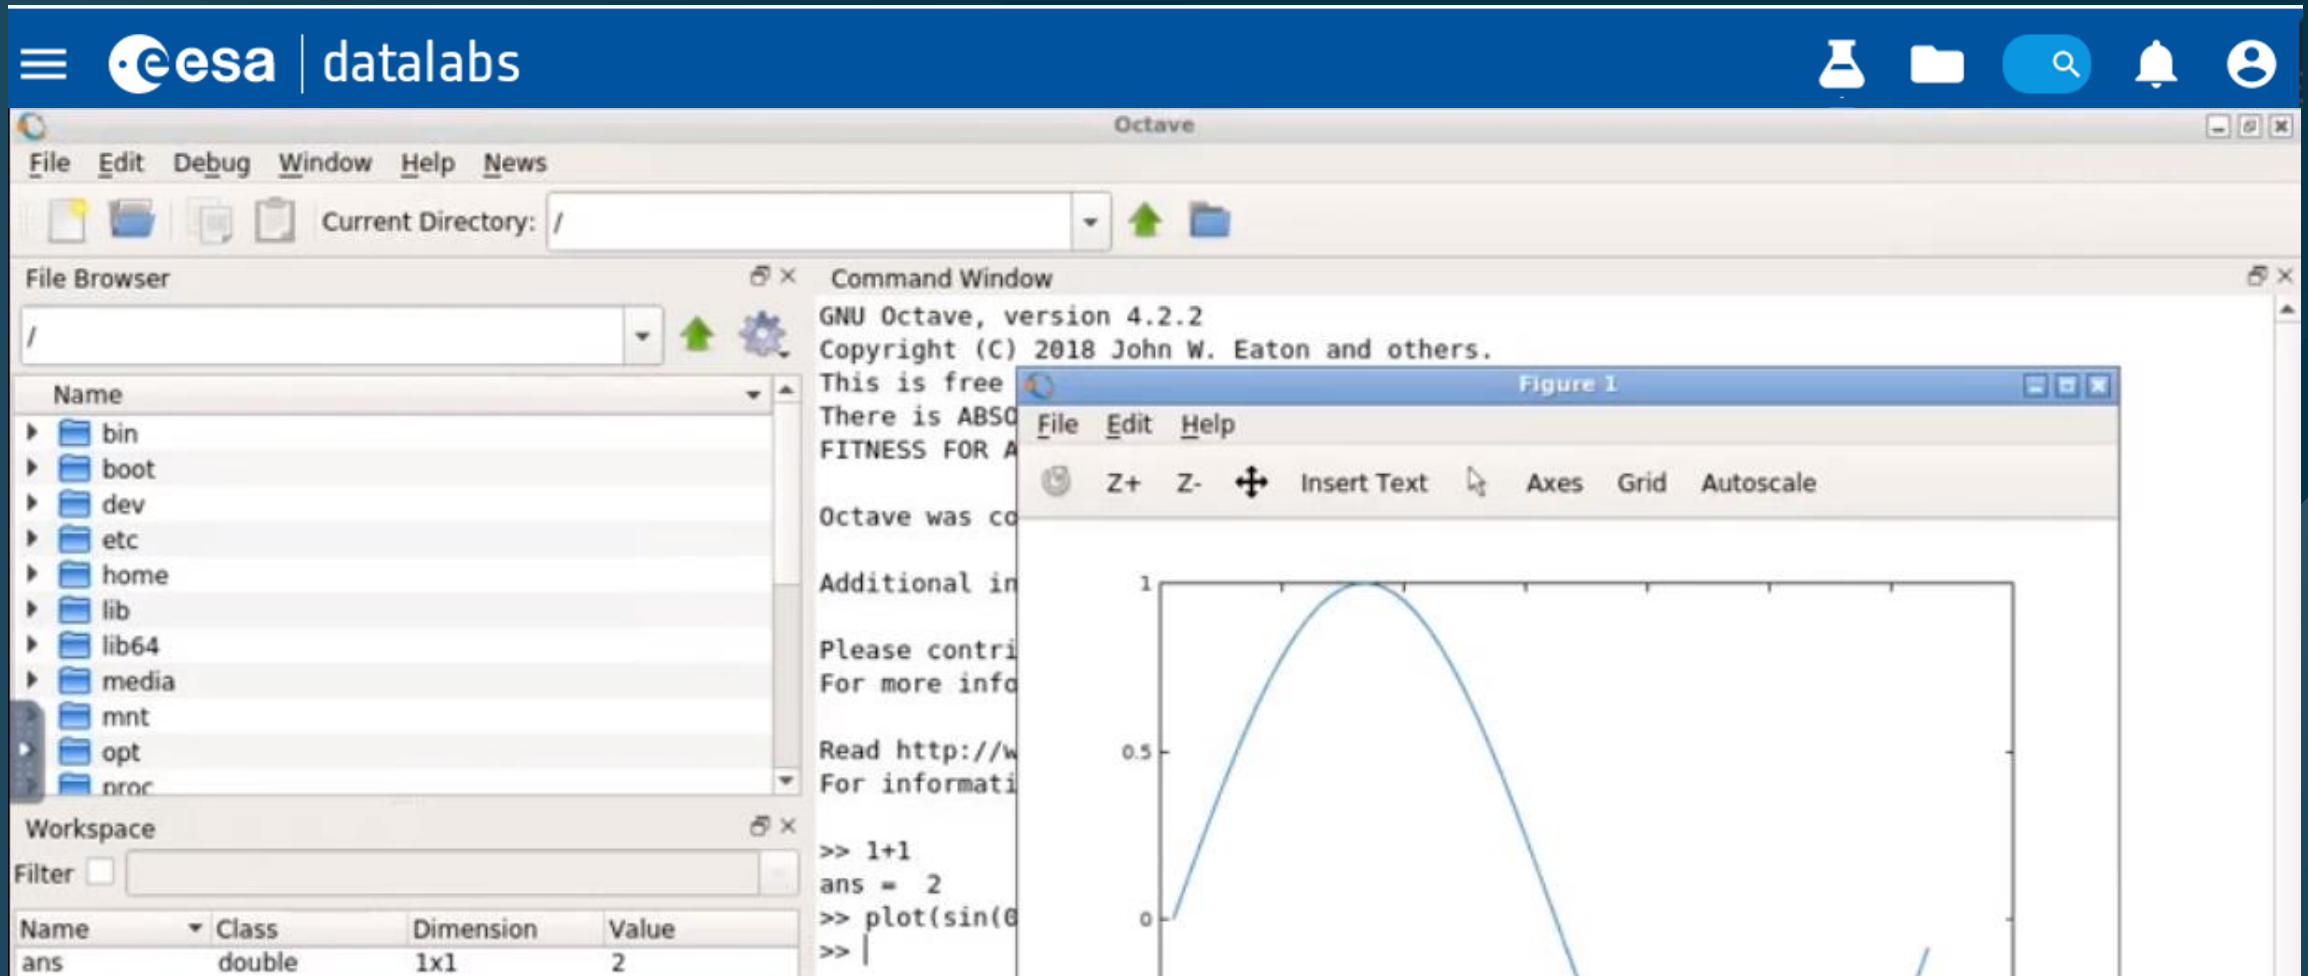 esa | datalabs
Octave
File Edit Debug Window Help News
Current Directory: /
File Browser
/
Name
bin
boot
dev
etc
home
lib
lib64
media
mnt
opt
proc
Workspace
Filter
Name Class Dimension Value
ans double 1x1 2
Command Window
GNU Octave, version 4.2.2
Copyright (C) 2018 John W. Eaton and others.
This is free
There is ABSO
FITNESS FOR A
Octave was co
Additional in
Please contri
For more info
Read http://w
For informati
>> 1+1
ans = 2
>> plot(sin(0
>>
Figure 1
File Edit Help
Z+ Z- Insert Text Axes Grid Autoscale
1
0.5
0